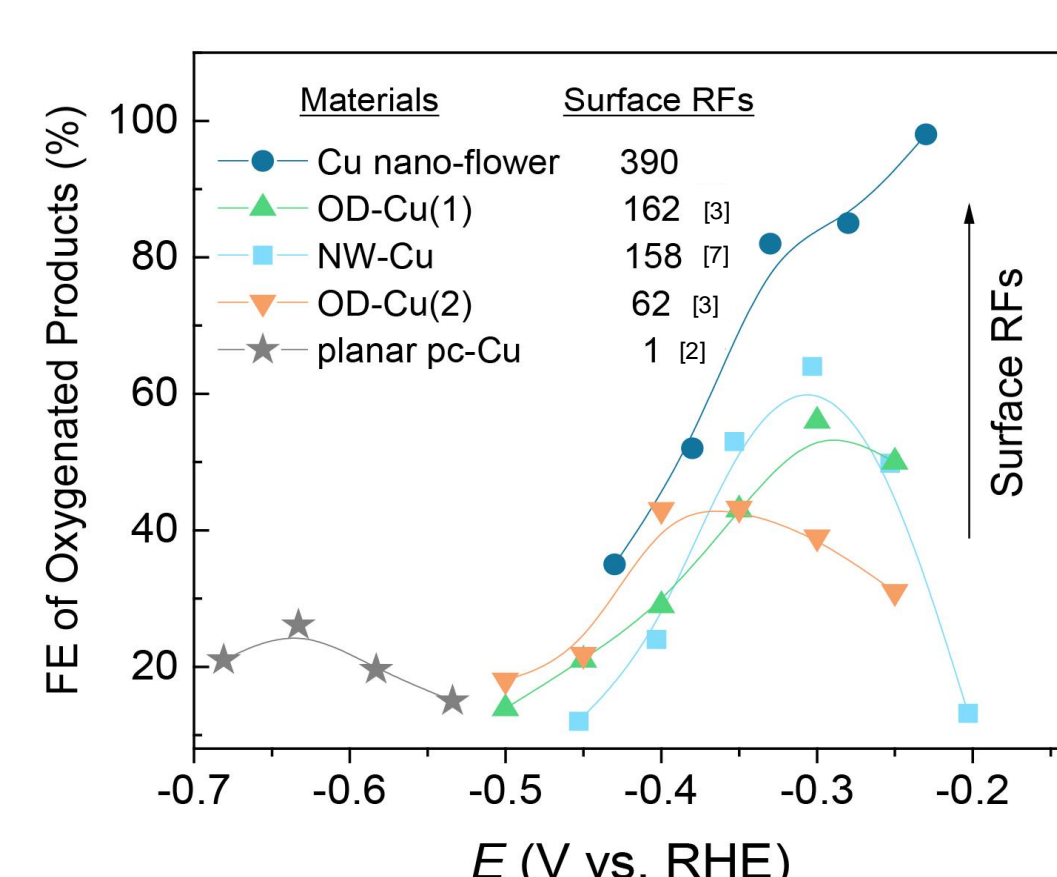 Materials Surface RFs
Cu nano-flower 390
OD-Cu(1) 162 [3]
NW-Cu 158 [7]
OD-Cu(2) 62 [3]
planar pc-Cu 1 [2]
FE of Oxygenated Products (%)
100
80
60
40
20
Surface RFs
-0.7 -0.6 -0.5 -0.4 -0.3 -0.2
E (V vs. RHE)